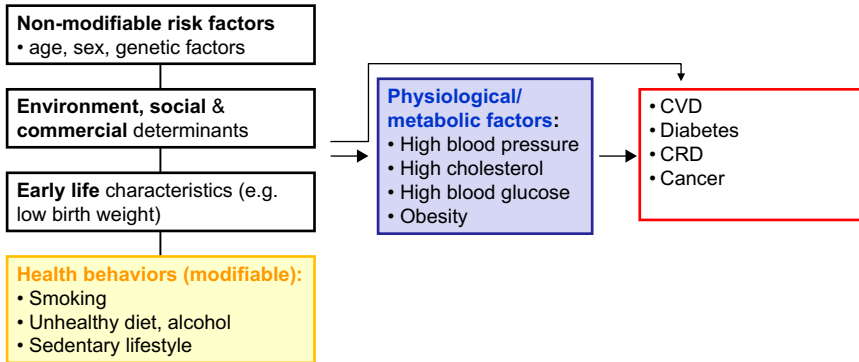 Non-modifiable risk factors
• age, sex, genetic factors
Environment, social &
commercial determinants
Early life characteristics (e.g.
low birth weight)
Health behaviors (modifiable):
• Smoking
• Unhealthy diet, alcohol
• Sedentary lifestyle
Physiological/
metabolic factors:
• High blood pressure
• High cholesterol
• High blood glucose
• Obesity
• CVD
• Diabetes
• CRD
• Cancer